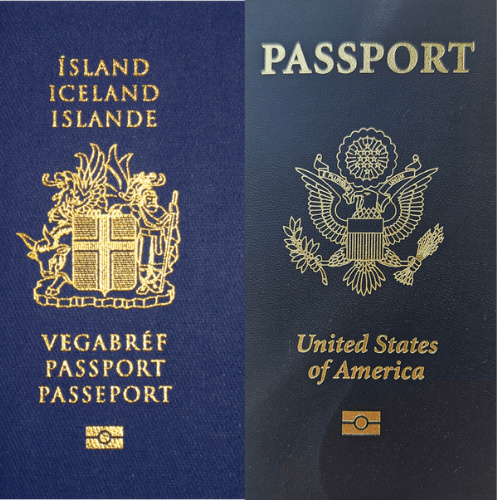 ÍSLAND
ICELAND
ISLANDE
VEGABRÉF
PASSPORT
PASSEPORT
PASSPORT
United States
of America